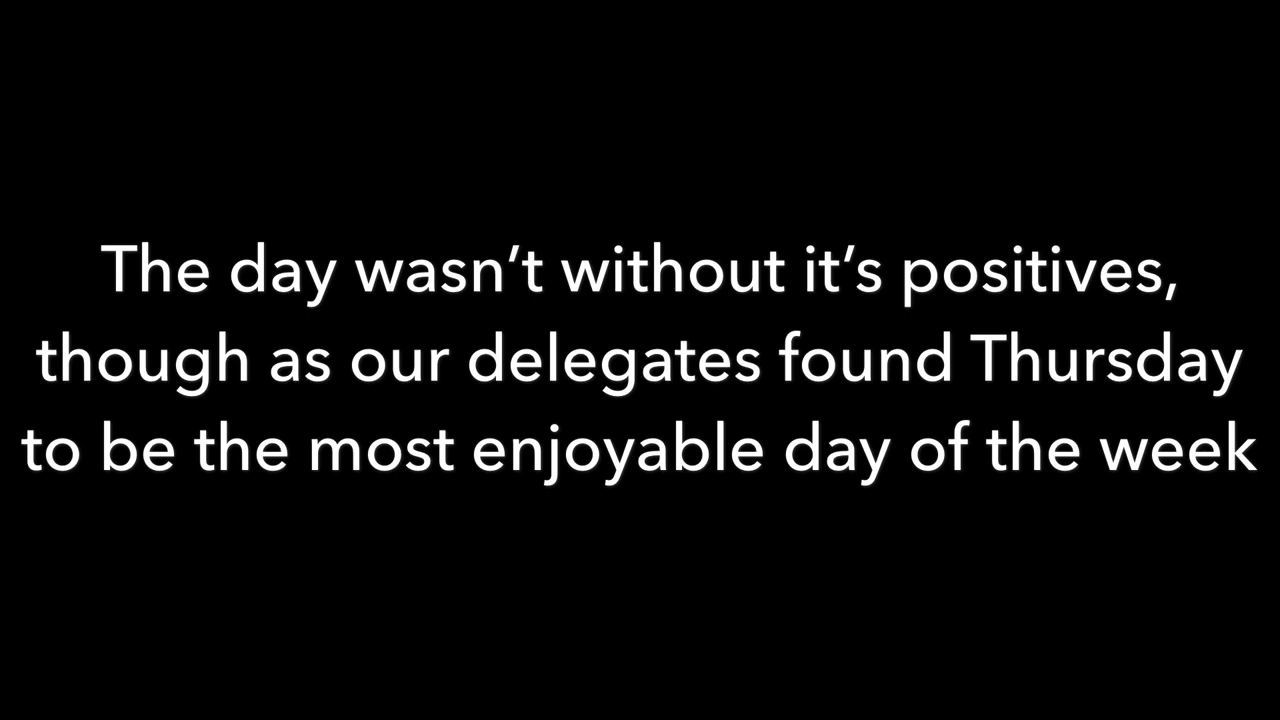 The day wasn’t without it’s positives,
though as our delegates found Thursday
to be the most enjoyable day of the week